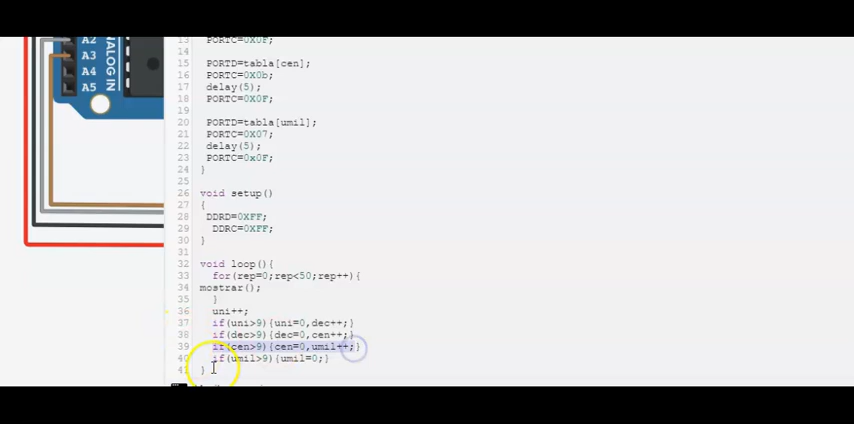 A2
A3
A4
A5
ANALOG IN
13 PORTC=0X0F;
14
15 PORTD=tabla[cen];
16 PORTC=0X0b;
17 delay(5);
18 PORTC=0X0F;
19
20 PORTD=tabla[umil];
21 PORTC=0X07;
22 delay(5);
23 PORTC=0x0F;
24 }
25
26 void setup()
27 {
28 DDRD=0XFF;
29 DDRC=0XFF;
30 }
31
32 void loop(){
33 for(rep=0;rep<50;rep++){
34 mostrar();
35 }
36 uni++;
37 if(uni>9){uni=0,dec++;}
38 if(dec>9){dec=0,cen++;}
39 if(cen>9){cen=0,umil++;}
40 if(umil>9){umil=0;}
41 }